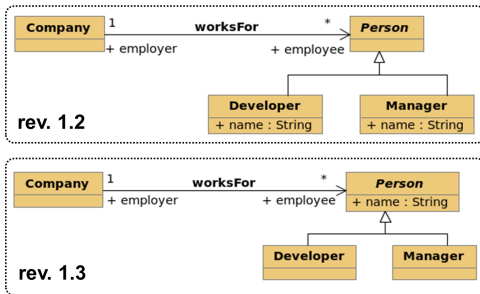 Company
1
worksFor
*
Person
+ employer
+ employee
Developer
+ name : String
Manager
+ name : String
rev. 1.2
Company
1
worksFor
*
Person
+ name : String
+ employer
+ employee
Developer
Manager
rev. 1.3